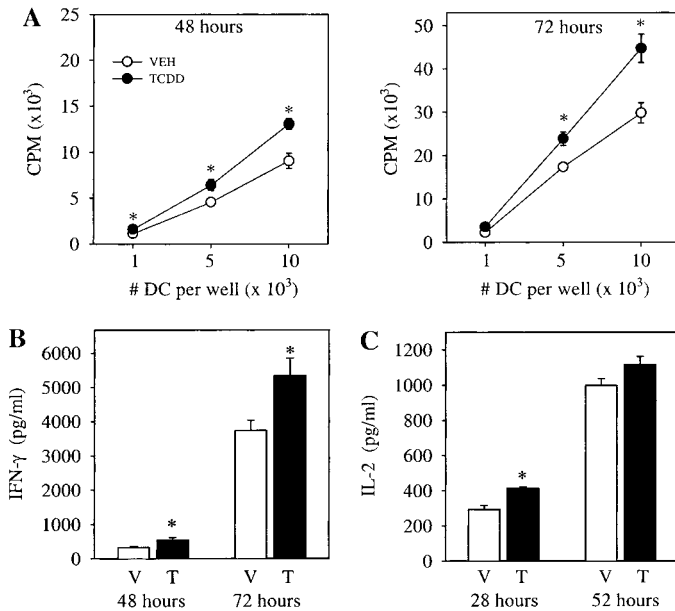 A
48 hours
25
20
15
10
5
0
CPM (x10³)
VEH
TCDD
*
*
*
1 5 10
# DC per well (x 10³)
72 hours
50
40
30
20
10
0
CPM (x10³)
*
*
1 5 10
# DC per well (x 10³)
B
6000
5000
4000
3000
2000
1000
0
IFN-γ (pg/ml)
*
*
V T V T
48 hours 72 hours
C
1200
1000
800
600
400
200
0
IL-2 (pg/ml)
*
V T V T
28 hours 52 hours